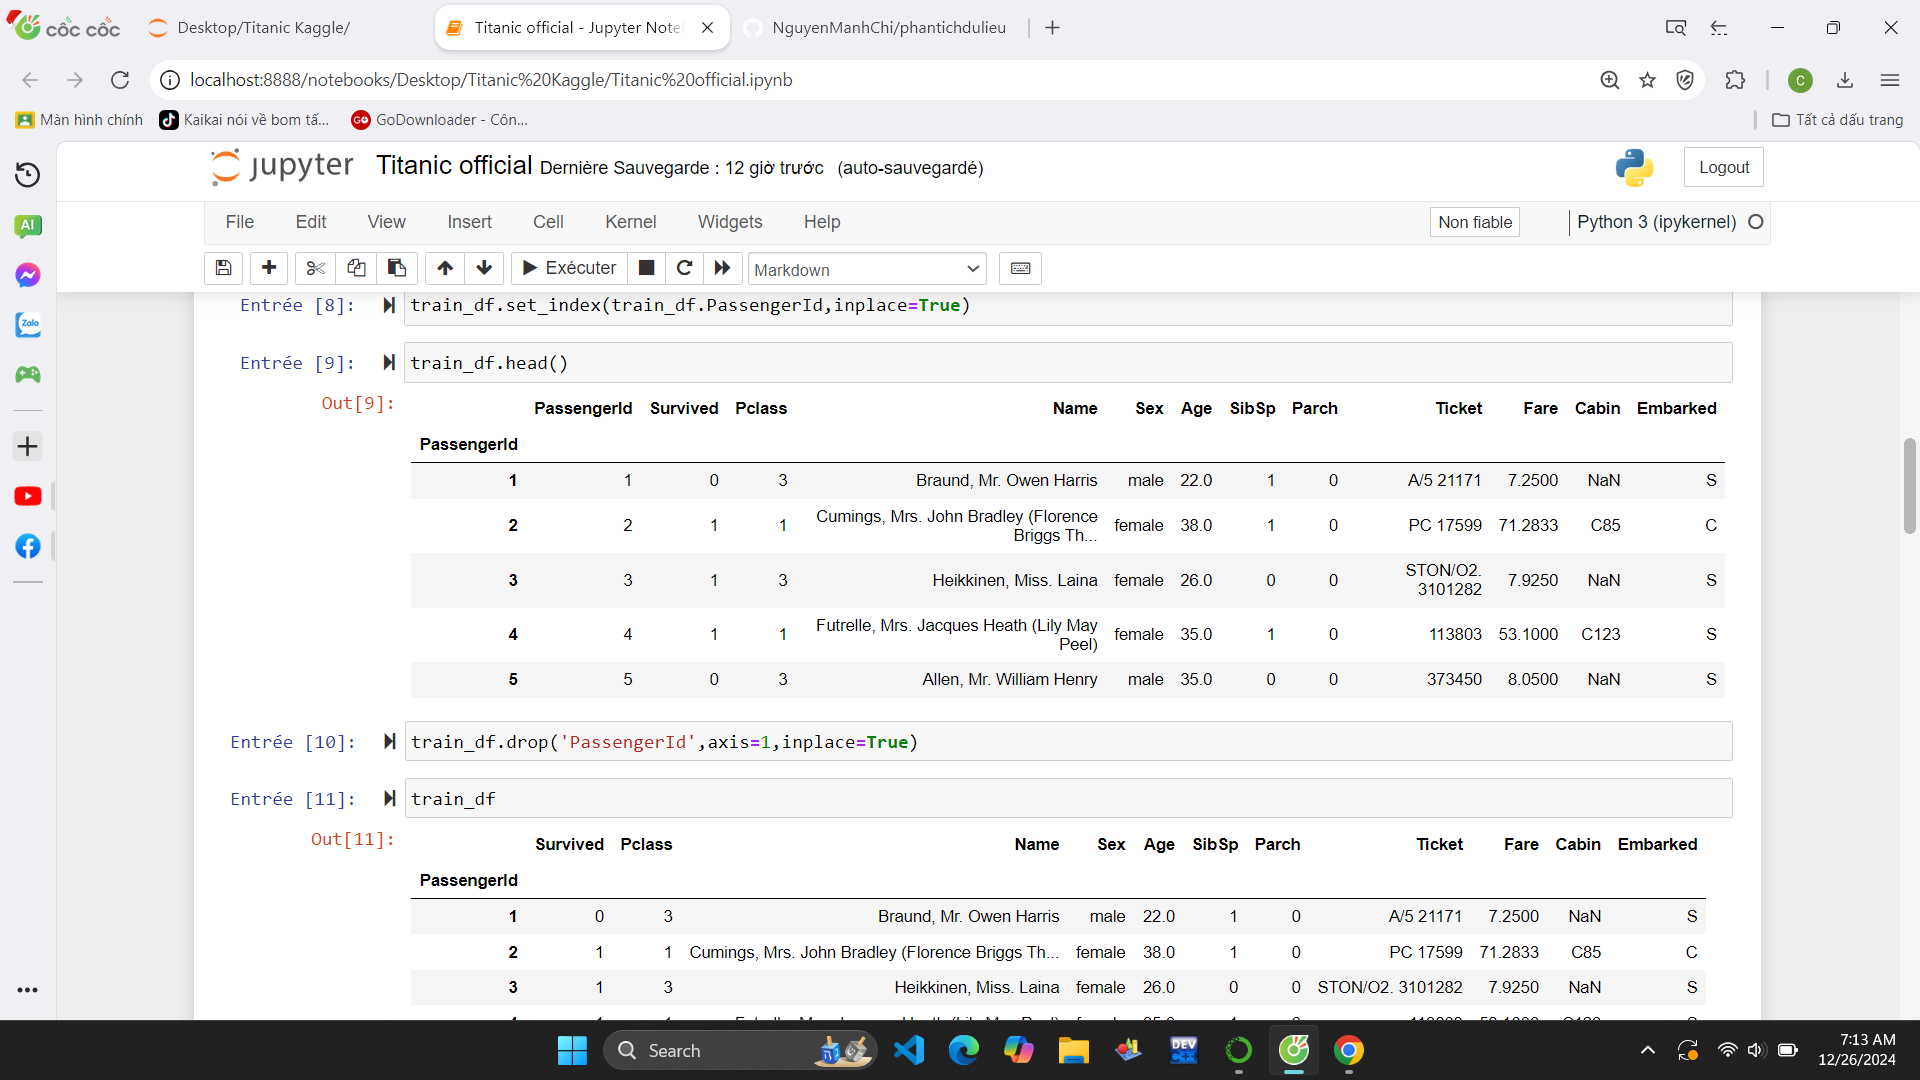 cốc cốc
Desktop/Titanic Kaggle/
Titanic official - Jupyter Note
NguyenManhChi/phantichdulieu
localhost:8888/notebooks/Desktop/Titanic%20Kaggle/Titanic%20official.ipynb
C
Màn hình chính
Kaikai nói về bom tấ...
GO
GoDownloader - Côn...
Tất cả dấu trang
jupyter Titanic official Dernière Sauvegarde : 12 giờ trước (auto-sauvegardé)
Logout
File Edit View Insert Cell Kernel Widgets Help
Non fiable
Python 3 (ipykernel)
Exécuter
Markdown
AI
Zalo
Entrée [8]: train_df.set_index(train_df.PassengerId,inplace=True)
Entrée [9]: train_df.head()
Out[9]:
PassengerId Survived Pclass Name Sex Age SibSp Parch Ticket Fare Cabin Embarked
PassengerId
1 1 0 3 Braund, Mr. Owen Harris male 22.0 1 0 A/5 21171 7.2500 NaN S
2 2 1 1 Cumings, Mrs. John Bradley (Florence Briggs Th... female 38.0 1 0 PC 17599 71.2833 C85 C
3 3 1 3 Heikkinen, Miss. Laina female 26.0 0 0 STON/O2. 3101282 7.9250 NaN S
4 4 1 1 Futrelle, Mrs. Jacques Heath (Lily May Peel) female 35.0 1 0 113803 53.1000 C123 S
5 5 0 3 Allen, Mr. William Henry male 35.0 0 0 373450 8.0500 NaN S
Entrée [10]: train_df.drop('PassengerId',axis=1,inplace=True)
Entrée [11]: train_df
Out[11]:
Survived Pclass Name Sex Age SibSp Parch Ticket Fare Cabin Embarked
PassengerId
1 0 3 Braund, Mr. Owen Harris male 22.0 1 0 A/5 21171 7.2500 NaN S
2 1 1 Cumings, Mrs. John Bradley (Florence Briggs Th... female 38.0 1 0 PC 17599 71.2833 C85 C
3 1 3 Heikkinen, Miss. Laina female 26.0 0 0 STON/O2. 3101282 7.9250 NaN S
Search
DEV
C++
7:13 AM
12/26/2024